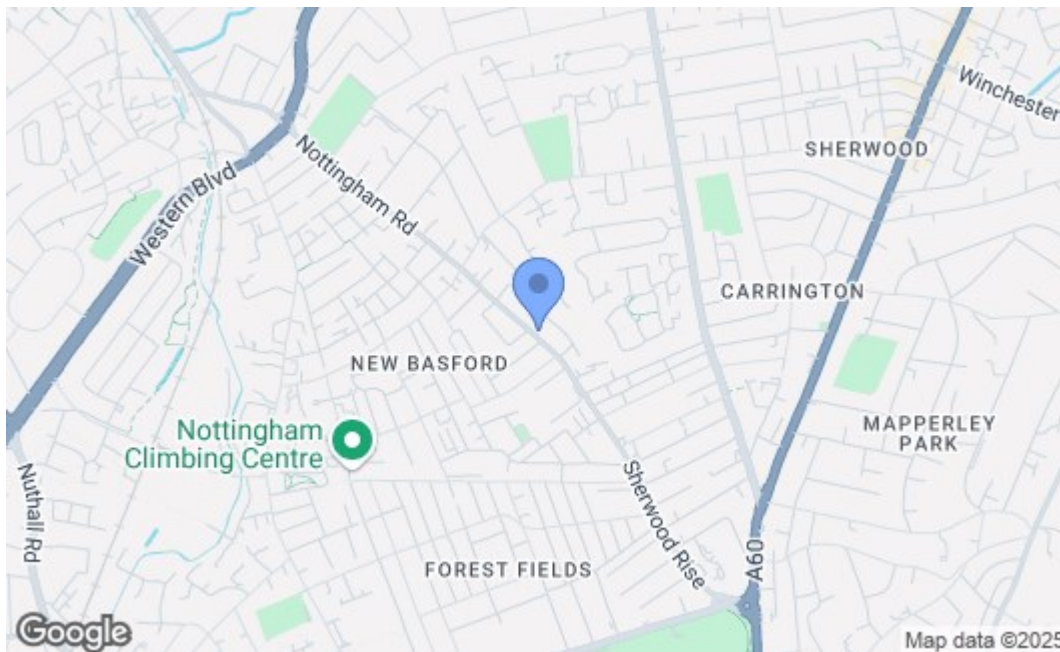 Winchester
SHERWOOD
Nottingham Rd
Western Blvd
CARRINGTON
NEW BASFORD
MAPPERLEY
PARK
Nottingham
Climbing Centre
Nuthall Rd
Sherwood Rise
A60
FOREST FIELDS
Google
Map data ©2025